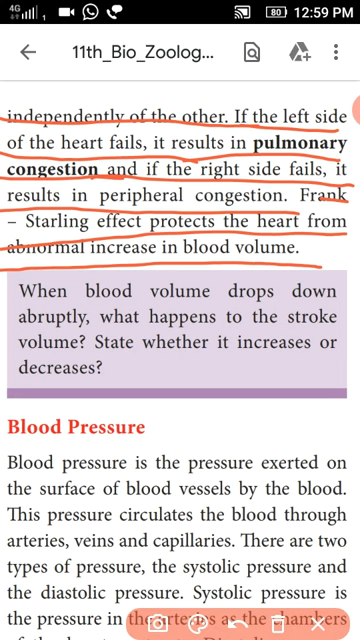 4G
80
12:59 PM
11th_Bio_Zoolog...
independently of the other. If the left side
of the heart fails, it results in pulmonary
congestion and if the right side fails, it
results in peripheral congestion. Frank
– Starling effect protects the heart from
abnormal increase in blood volume.
When blood volume drops down
abruptly, what happens to the stroke
volume? State whether it increases or
decreases?
Blood Pressure
Blood pressure is the pressure exerted on
the surface of blood vessels by the blood.
This pressure circulates the blood through
arteries, veins and capillaries. There are two
types of pressure, the systolic pressure and
the diastolic pressure. Systolic pressure is
the pressure in the arteries as the chambers